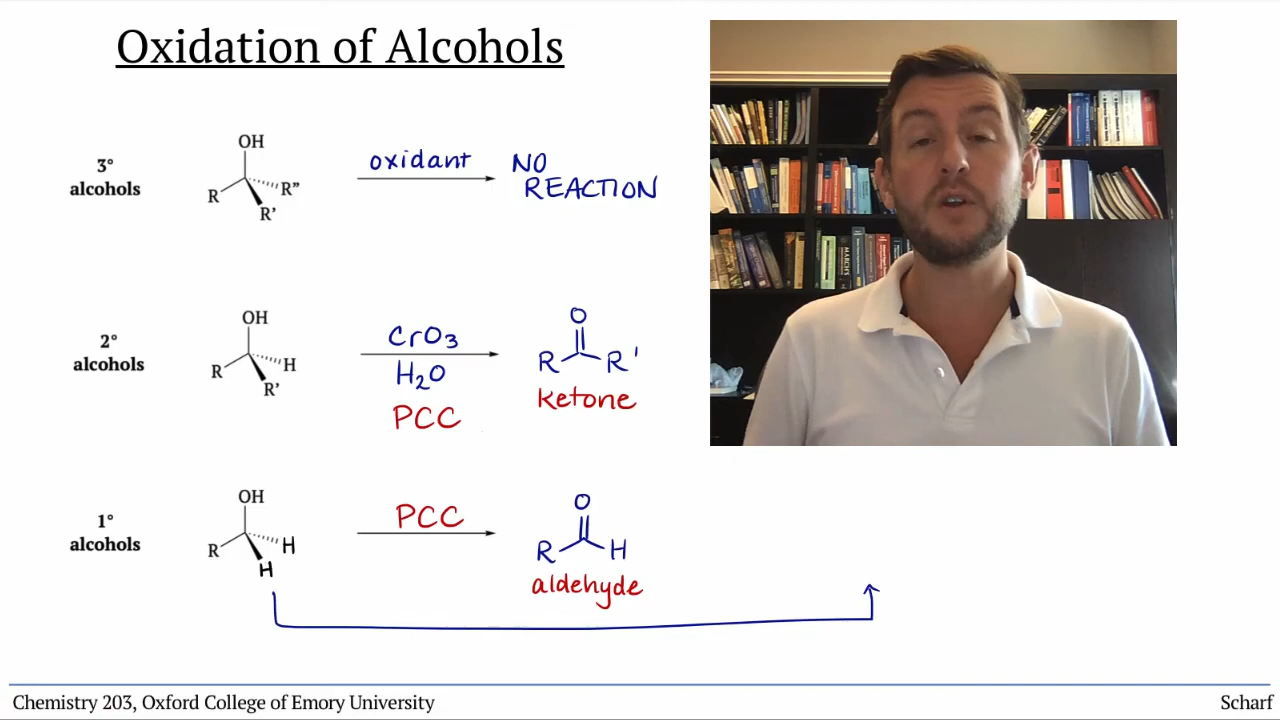 Oxidation of Alcohols
3°
alcohols
OH
R
R”
R’
oxidant
NO
REACTION
2°
alcohols
OH
R
H
R’
CrO₃
H₂O
PCC
O
R
R'
ketone
MARCH'S
1°
alcohols
OH
R
H
H
PCC
O
R
H
aldehyde
Chemistry 203, Oxford College of Emory University
Scharf